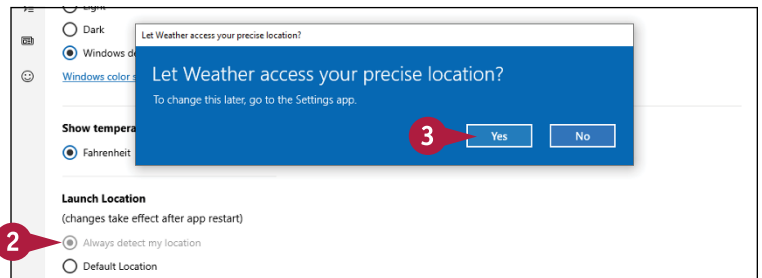 Light
Dark
Let Weather access your precise location?
Windows de
Windows color s
Let Weather access your precise location?
To change this later, go to the Settings app.
Show tempera
3
Yes
No
Fahrenheit
Launch Location
(changes take effect after app restart)
2
Always detect my location
Default Location